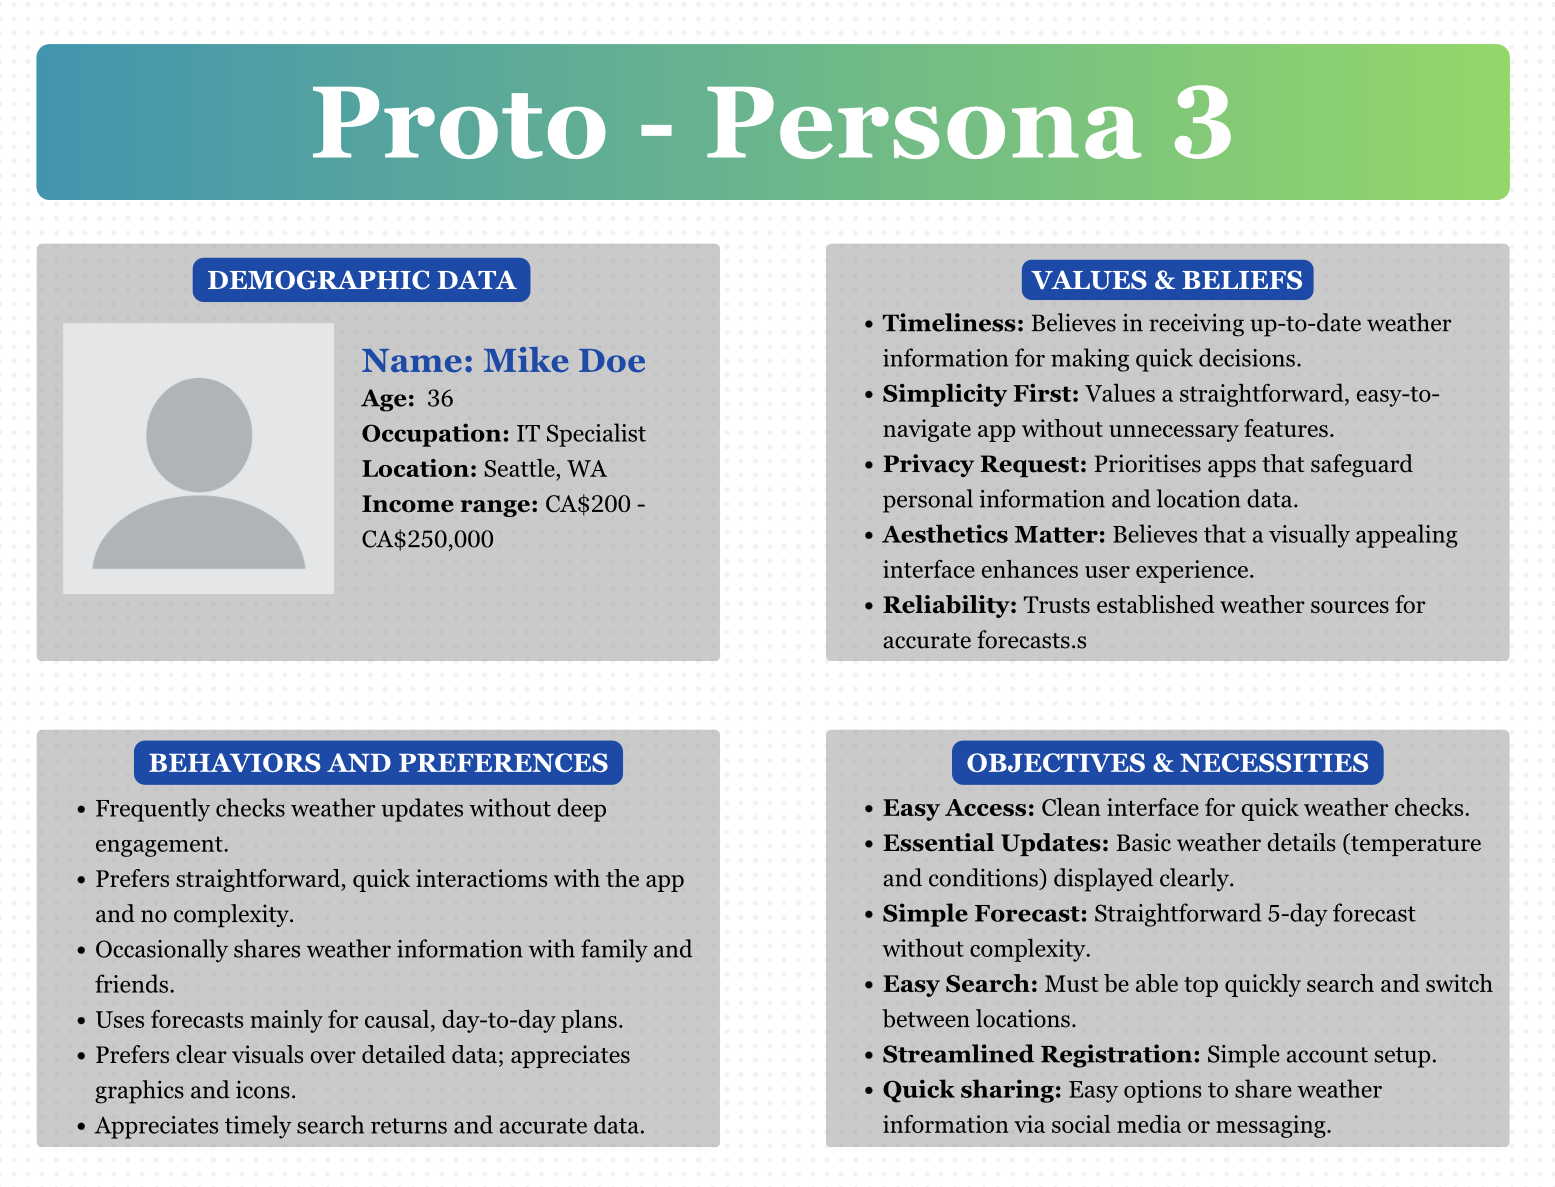 Proto - Persona 3
DEMOGRAPHIC DATA
Name: Mike Doe
Age:  36
Occupation: IT Specialist
Location: Seattle, WA
Income range: CA$200 -
CA$250,000
VALUES & BELIEFS
• Timeliness: Believes in receiving up-to-date weather
information for making quick decisions.
• Simplicity First: Values a straightforward, easy-to-
navigate app without unnecessary features.
• Privacy Request: Prioritises apps that safeguard
personal information and location data.
• Aesthetics Matter: Believes that a visually appealing
interface enhances user experience.
• Reliability: Trusts established weather sources for
accurate forecasts.s
BEHAVIORS AND PREFERENCES
• Frequently checks weather updates without deep
engagement.
• Prefers straightforward, quick interactioms with the app
and no complexity.
• Occasionally shares weather information with family and
friends.
• Uses forecasts mainly for causal, day-to-day plans.
• Prefers clear visuals over detailed data; appreciates
graphics and icons.
• Appreciates timely search returns and accurate data.
OBJECTIVES & NECESSITIES
• Easy Access: Clean interface for quick weather checks.
• Essential Updates: Basic weather details (temperature
and conditions) displayed clearly.
• Simple Forecast: Straightforward 5-day forecast
without complexity.
• Easy Search: Must be able top quickly search and switch
between locations.
• Streamlined Registration: Simple account setup.
• Quick sharing: Easy options to share weather
information via social media or messaging.